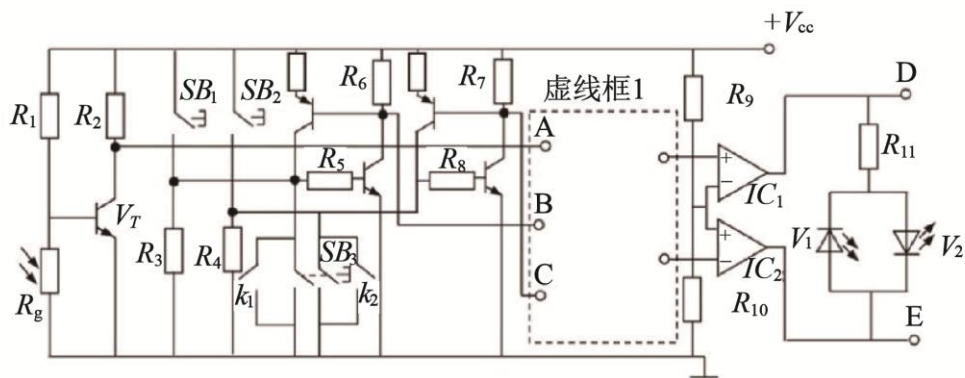 +Vcc
D
R1
R2
SB1
SB2
R6
R7
虚线框1
R9
A
R11
R5
R8
IC1
VT
B
R3
R4
SB3
V1
V2
IC2
Rg
k1
k2
C
R10
E